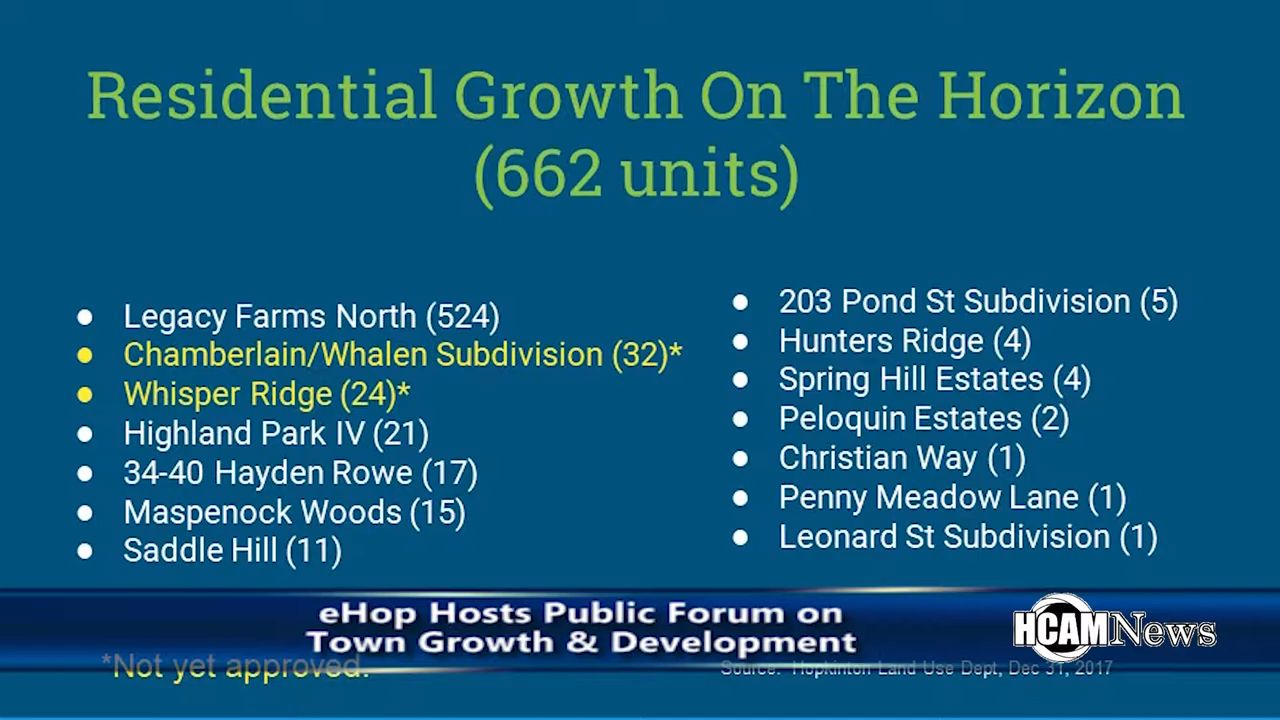 Residential Growth On The Horizon
(662 units)
● Legacy Farms North (524)
● Chamberlain/Whalen Subdivision (32)*
● Whisper Ridge (24)*
● Highland Park IV (21)
● 34-40 Hayden Rowe (17)
● Maspenock Woods (15)
● Saddle Hill (11)
● 203 Pond St Subdivision (5)
● Hunters Ridge (4)
● Spring Hill Estates (4)
● Peloquin Estates (2)
● Christian Way (1)
● Penny Meadow Lane (1)
● Leonard St Subdivision (1)
eHop Hosts Public Forum on
Town Growth & Development
HCAMNews
*Not yet approved.
Source: Hopkinton Land Use Dept, Dec 31, 2017